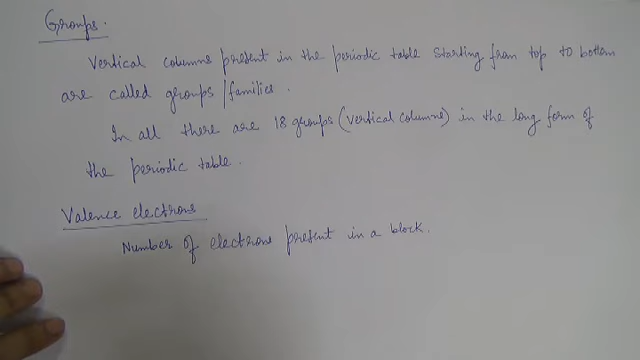 Groups.
Vertical columns present in the periodic table starting from top to bottom
are called groups/families.
In all there are 18 groups (vertical columns) in the long form of
the periodic table.
Valence electrons
Number of electrons present in a block.